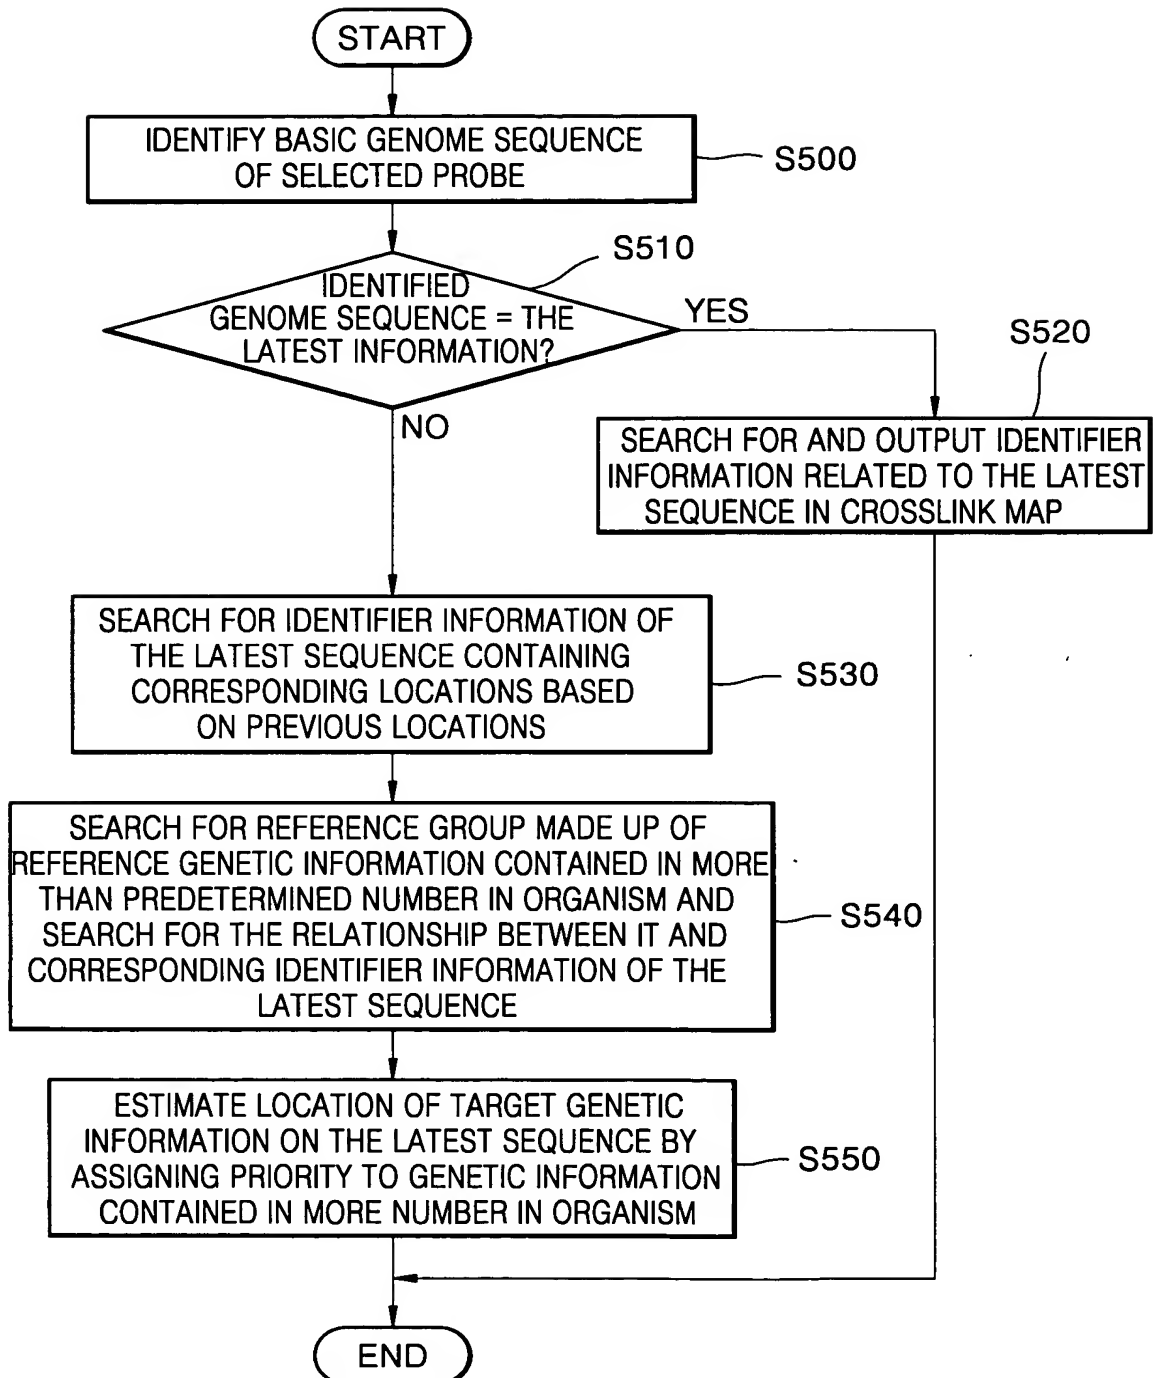 START
IDENTIFY BASIC GENOME SEQUENCE
OF SELECTED PROBE
S500
S510
IDENTIFIED
GENOME SEQUENCE = THE
LATEST INFORMATION?
YES
NO
S520
SEARCH FOR AND OUTPUT IDENTIFIER
INFORMATION RELATED TO THE LATEST
SEQUENCE IN CROSSLINK MAP
SEARCH FOR IDENTIFIER INFORMATION OF
THE LATEST SEQUENCE CONTAINING
CORRESPONDING LOCATIONS BASED
ON PREVIOUS LOCATIONS
S530
SEARCH FOR REFERENCE GROUP MADE UP OF
REFERENCE GENETIC INFORMATION CONTAINED IN MORE
THAN PREDETERMINED NUMBER IN ORGANISM AND
SEARCH FOR THE RELATIONSHIP BETWEEN IT AND
CORRESPONDING IDENTIFIER INFORMATION OF THE
LATEST SEQUENCE
S540
ESTIMATE LOCATION OF TARGET GENETIC
INFORMATION ON THE LATEST SEQUENCE BY
ASSIGNING PRIORITY TO GENETIC INFORMATION
CONTAINED IN MORE NUMBER IN ORGANISM
S550
END